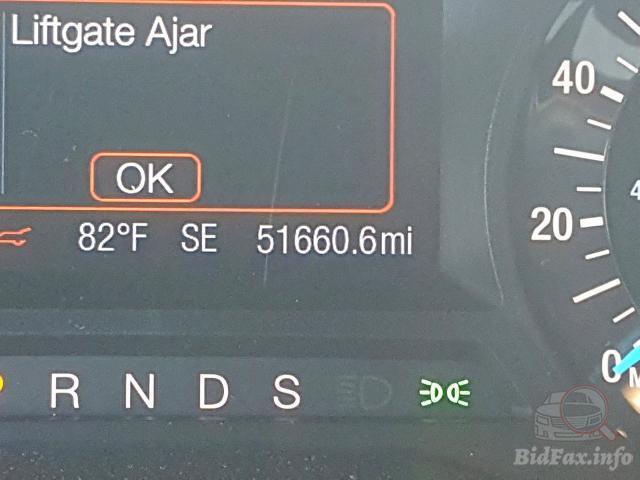 Liftgate Ajar
40
OK
20
82°F SE 51660.6mi
0
R N D S
BidFax.info